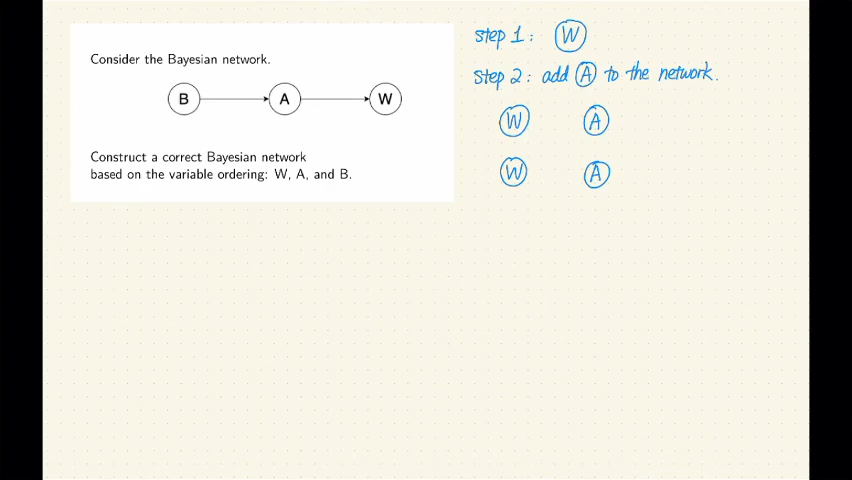 Consider the Bayesian network.
B A W
Construct a correct Bayesian network
based on the variable ordering: W, A, and B.
step 1: W
step 2: add A to the network.
W A
W A